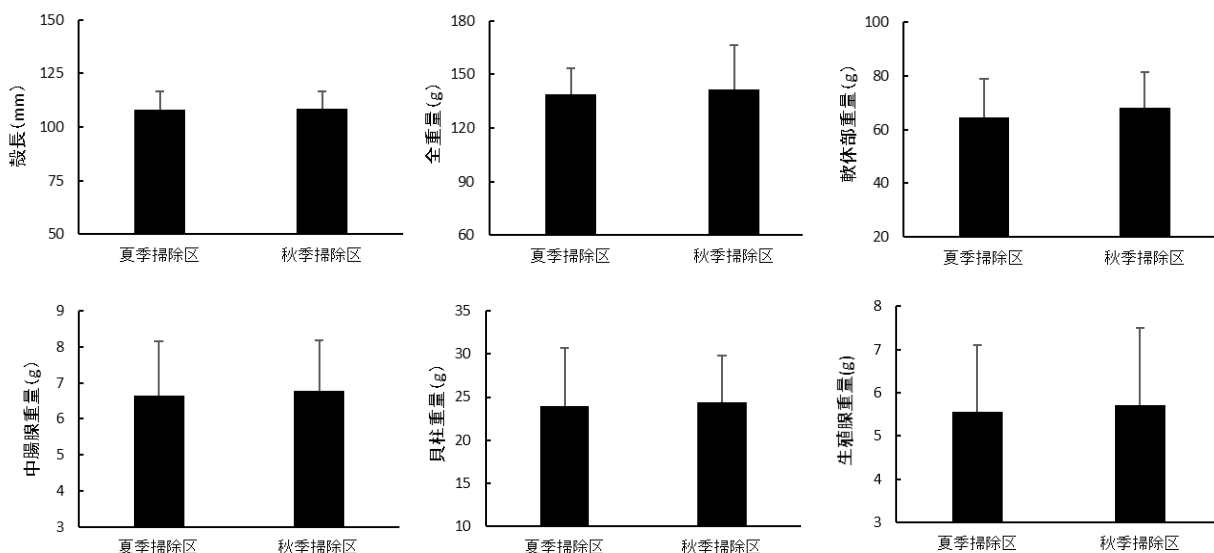 殻長(mm)
150
125
100
75
50
夏季掃除区
秋季掃除区
全重量(g)
180
150
120
90
60
夏季掃除区
秋季掃除区
軟体部重量(g)
100
80
60
40
20
夏季掃除区
秋季掃除区
中腸腺重量(g)
9
8
7
6
5
4
3
夏季掃除区
秋季掃除区
貝柱重量(g)
35
30
25
20
15
10
夏季掃除区
秋季掃除区
生殖腺重量(g)
8
7
6
5
4
3
夏季掃除区
秋季掃除区